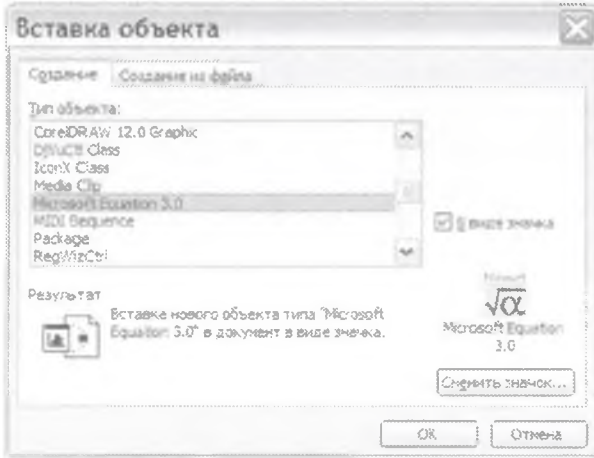 Вставка объекта
Создание Создание из файла
Тип объекта:
CorelDRAW 12.0 Graphic
Class
IconX Class
Media Clip
Microsoft Equation 3.0
MIDI Sequence
Package
RegWizCtrl
В виде значка
Результат
Вставка нового объекта типа "Microsoft
Equation 3.0" в документ в виде значка.
√α
Microsoft Equation
3.0
Сменить значок...
ОК Отмена